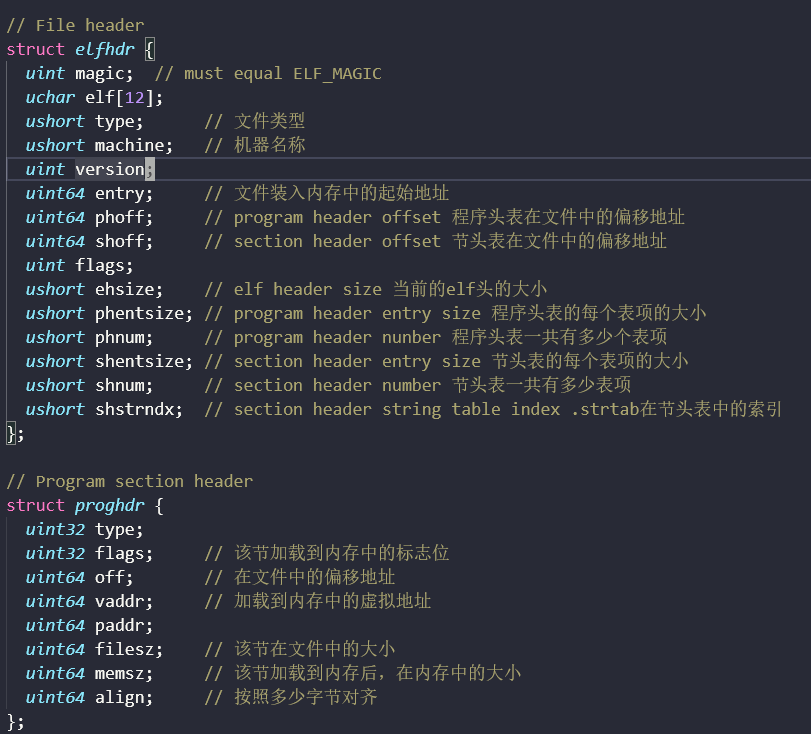 // File header
struct elfhdr {
  uint magic;  // must equal ELF_MAGIC
  uchar elf[12];
  ushort type;      // 文件类型
  ushort machine;   // 机器名称
  uint version;
  uint64 entry;     // 文件装入内存中的起始地址
  uint64 phoff;     // program header offset 程序头表在文件中的偏移地址
  uint64 shoff;     // section header offset 节头表在文件中的偏移地址
  uint flags;
  ushort ehsize;    // elf header size 当前的elf头的大小
  ushort phentsize; // program header entry size 程序头表的每个表项的大小
  ushort phnum;     // program header nunber 程序头表一共有多少个表项
  ushort shentsize; // section header entry size 节头表的每个表项的大小
  ushort shnum;     // section header number 节头表一共有多少表项
  ushort shstrndx;  // section header string table index .strtab在节头表中的索引
};

// Program section header
struct proghdr {
  uint32 type;
  uint32 flags;     // 该节加载到内存中的标志位
  uint64 off;       // 在文件中的偏移地址
  uint64 vaddr;     // 加载到内存中的虚拟地址
  uint64 paddr;
  uint64 filesz;    // 该节在文件中的大小
  uint64 memsz;     // 该节加载到内存后，在内存中的大小
  uint64 align;     // 按照多少字节对齐
};